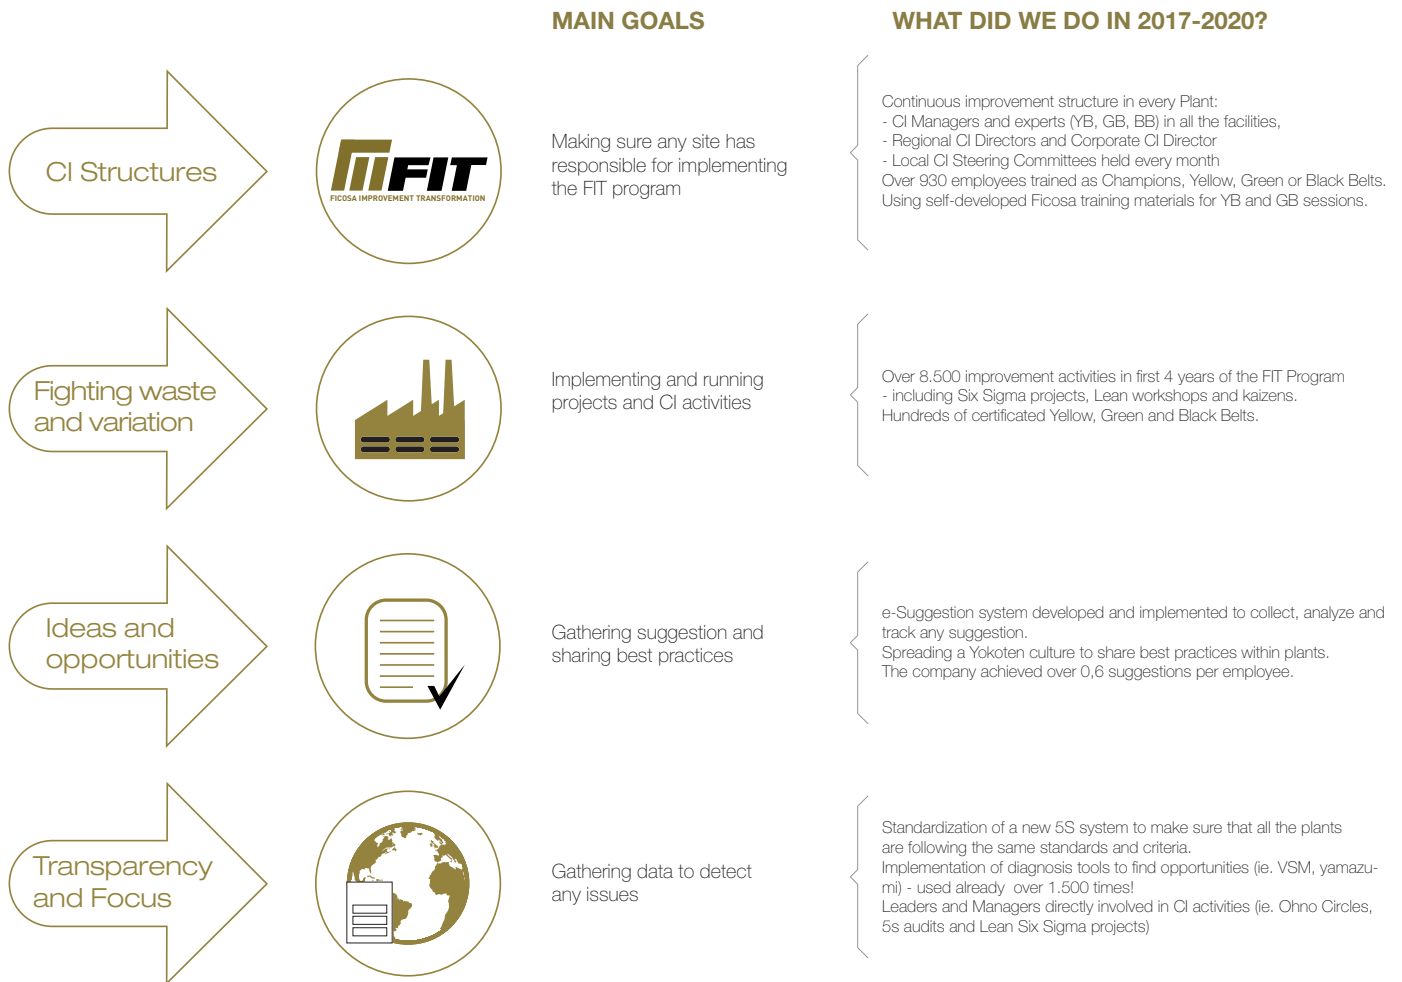 MAIN GOALS
WHAT DID WE DO IN 2017-2020?
CI Structures
FIT
FICOSA IMPROVEMENT TRANSFORMATION
Making sure any site has
responsible for implementing
the FIT program
Continuous improvement structure in every Plant:
- CI Managers and experts (YB, GB, BB) in all the facilities,
- Regional CI Directors and Corporate CI Director
- Local CI Steering Committees held every month
Over 930 employees trained as Champions, Yellow, Green or Black Belts.
Using self-developed Ficosa training materials for YB and GB sessions.
Fighting waste
and variation
Implementing and running
projects and CI activities
Over 8.500 improvement activities in first 4 years of the FIT Program
- including Six Sigma projects, Lean workshops and kaizens.
Hundreds of certificated Yellow, Green and Black Belts.
Ideas and
opportunities
Gathering suggestion and
sharing best practices
e-Suggestion system developed and implemented to collect, analyze and
track any suggestion.
Spreading a Yokoten culture to share best practices within plants.
The company achieved over 0,6 suggestions per employee.
Transparency
and Focus
Gathering data to detect
any issues
Standardization of a new 5S system to make sure that all the plants
are following the same standards and criteria.
Implementation of diagnosis tools to find opportunities (ie. VSM, yamazu-
mi) - used already over 1.500 times!
Leaders and Managers directly involved in CI activities (ie. Ohno Circles,
5s audits and Lean Six Sigma projects)